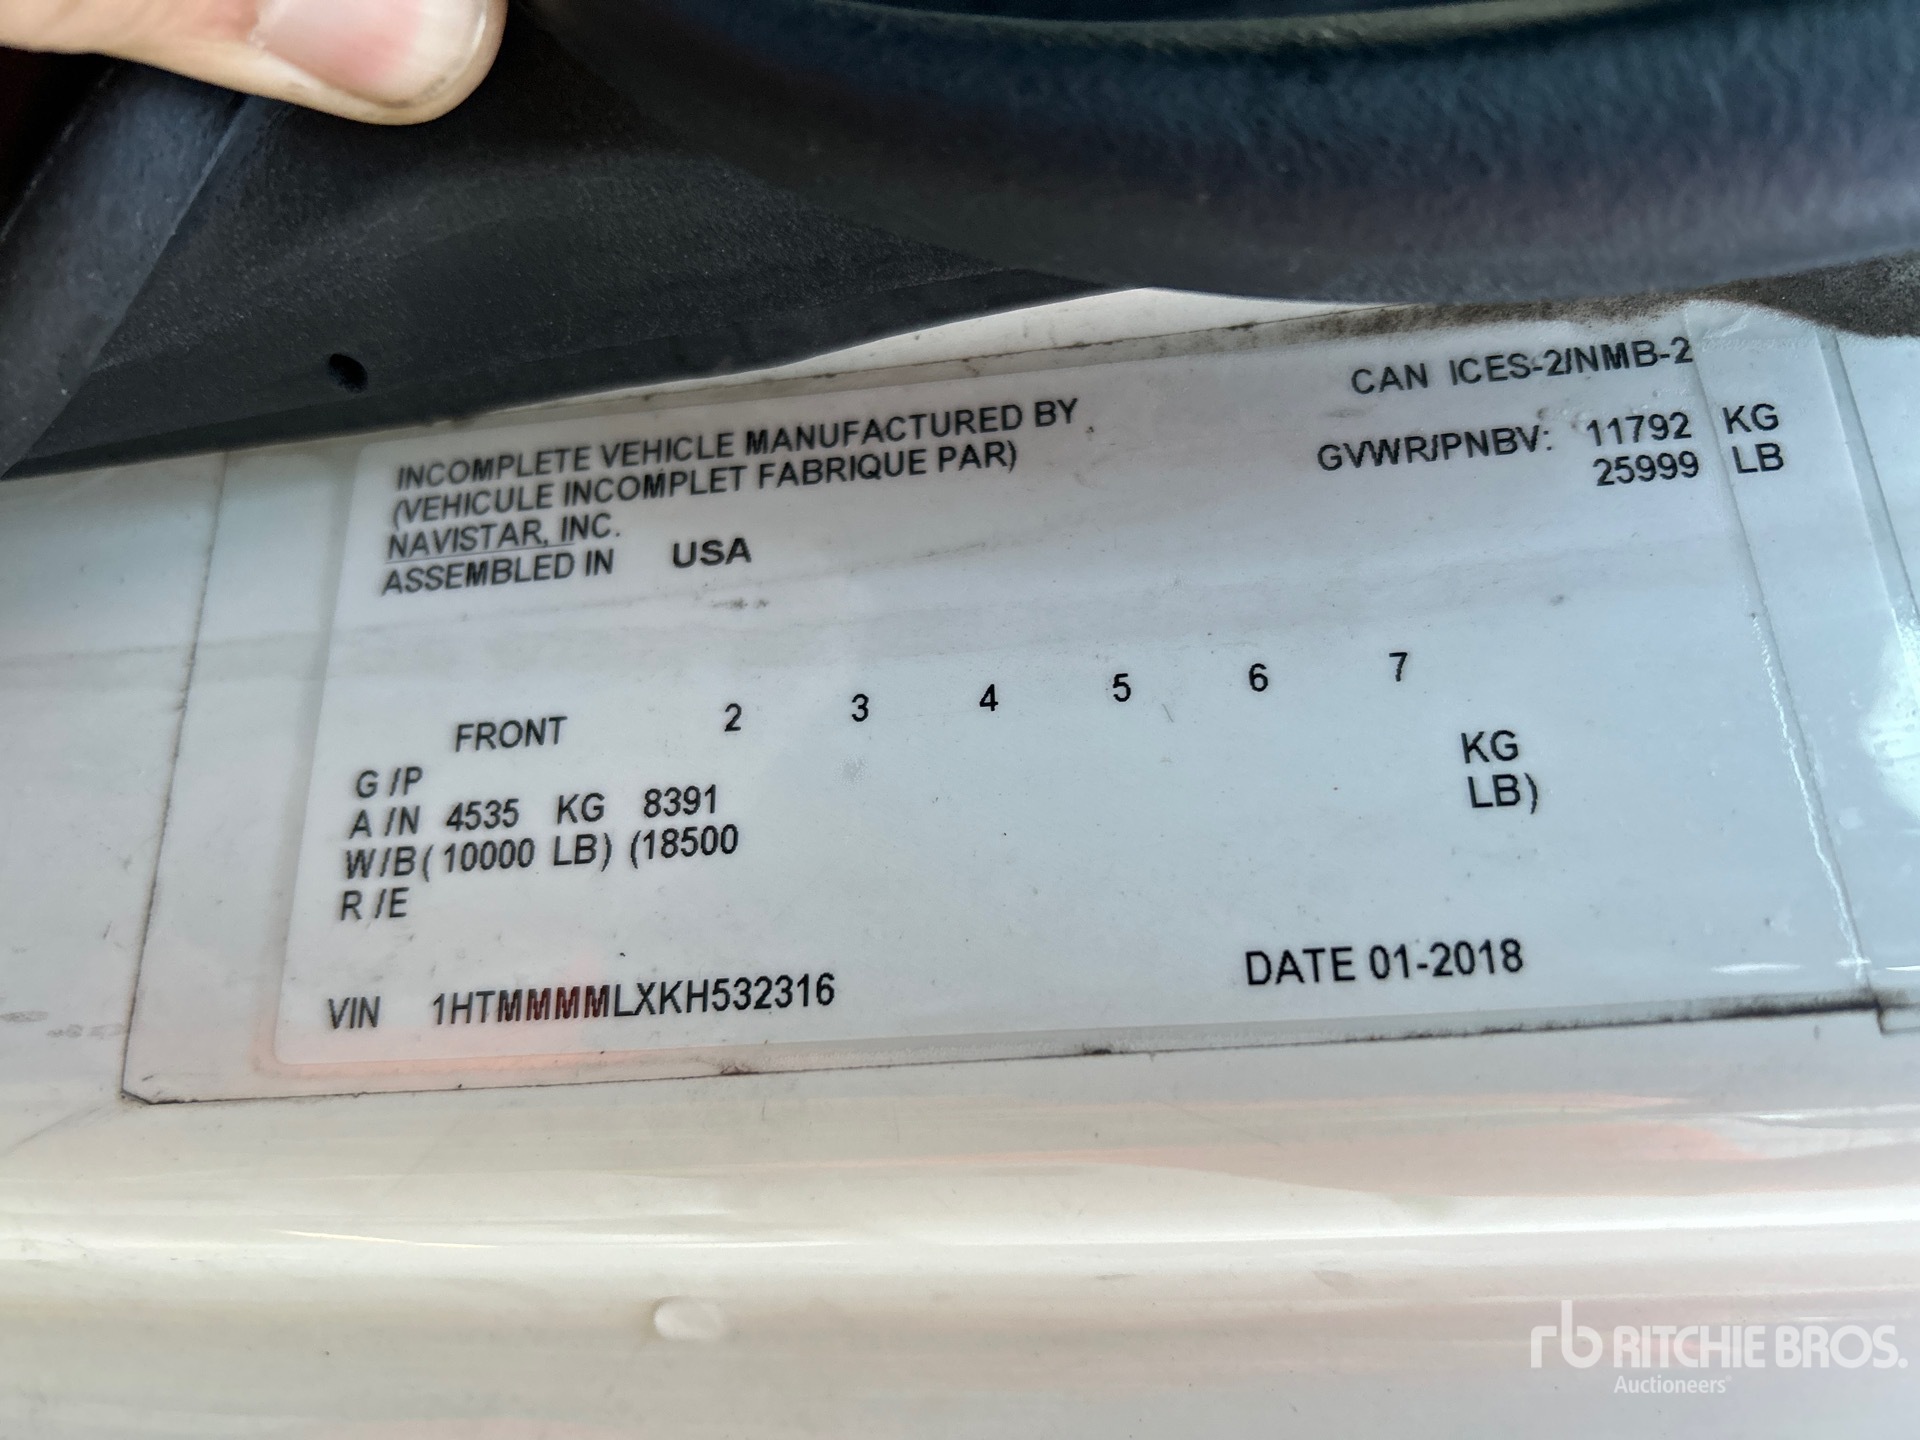 CAN ICES-2/NMB-2
INCOMPLETE VEHICLE MANUFACTURED BY
(VEHICULE INCOMPLET FABRIQUE PAR)
NAVISTAR, INC.
ASSEMBLED IN USA
GVWR/PNBV: 11792 KG
25999 LB
FRONT 2 3 4 5 6 7
G /P KG
A /N 4535 KG 8391 LB)
W/B ( 10000 LB) (18500
R /E
VIN 1HTMMMMLXKH532316 DATE 01-2018
rb RITCHIE BROS.
Auctioneers